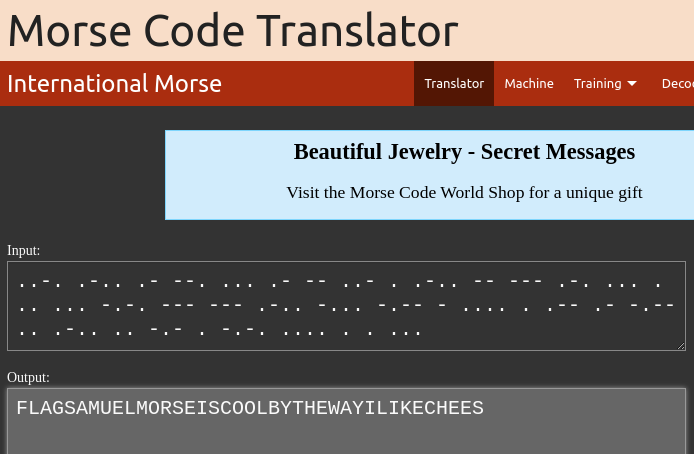 Morse Code Translator
International Morse
Translator Machine Training Deco
Beautiful Jewelry - Secret Messages
Visit the Morse Code World Shop for a unique gift
Input:
..-. .-.. .- --. ... .- -- ..- . .-.. -- --- .-. ... .
.. ... -.-. --- --- .-.. -... -.-- - .... . .-- .- -.--
.. .-.. .. -.- . -.-. .... . . ...
Output:
FLAGSAMUELMORSEISCOOLBYTHEWAYILIKECHEES